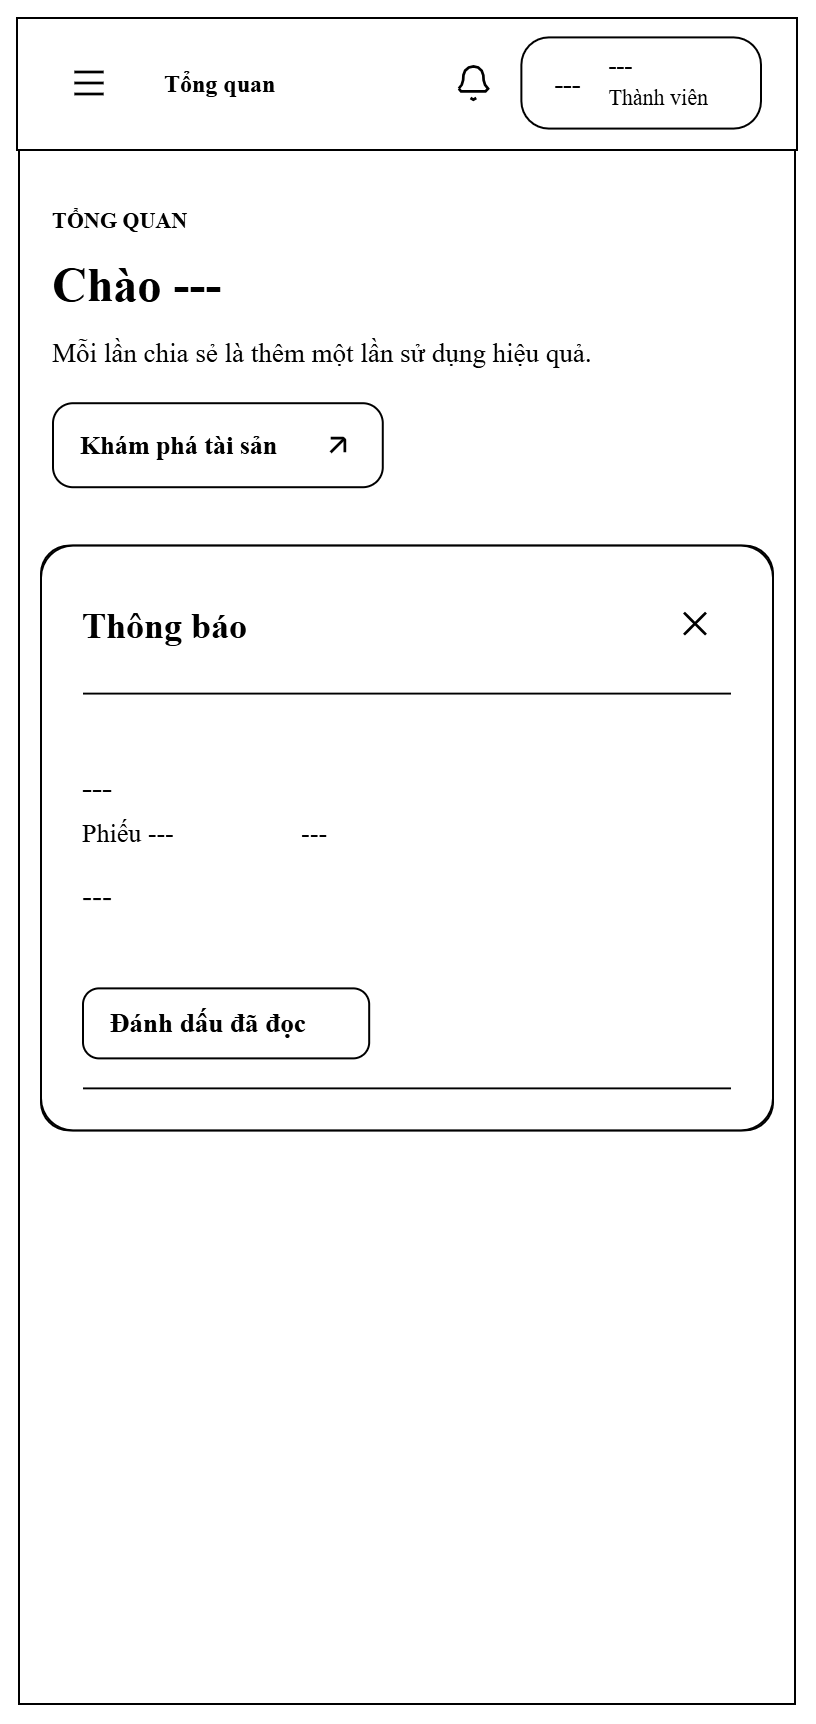 Tổng quan
---
---
Thành viên
TỔNG QUAN
Chào ---
Mỗi lần chia sẻ là thêm một lần sử dụng hiệu quả.
Khám phá tài sản
Thông báo
---
Phiếu --- ---
---
Đánh dấu đã đọc